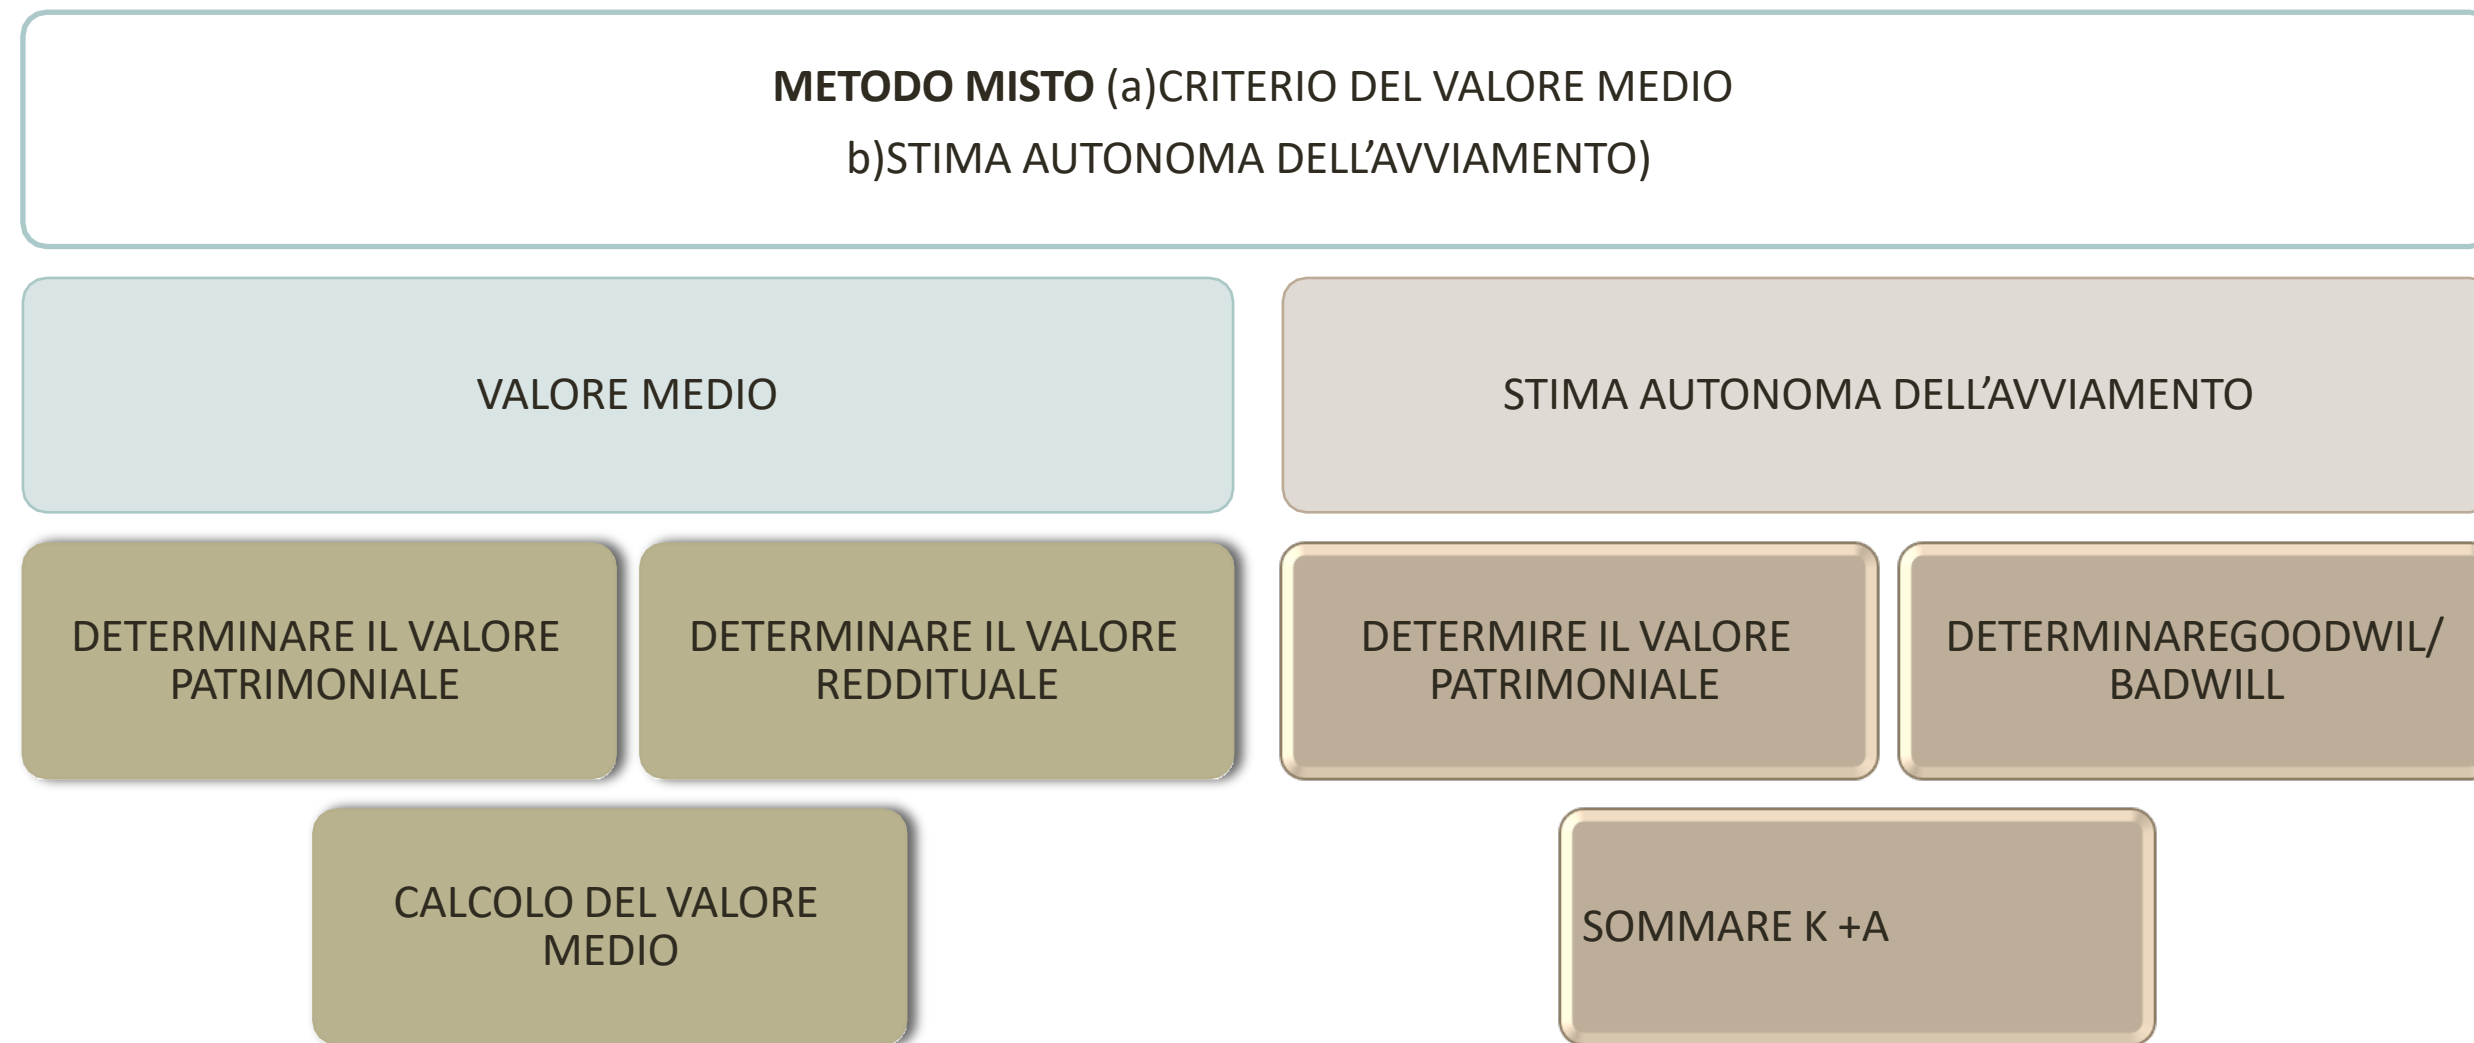 METODO MISTO (a)CRITERIO DEL VALORE MEDIO
b)STIMA AUTONOMA DELL’AVVIAMENTO)
VALORE MEDIO
STIMA AUTONOMA DELL’AVVIAMENTO
DETERMINARE IL VALORE
PATRIMONIALE
DETERMINARE IL VALORE
REDDITUALE
DETERMIRE IL VALORE
PATRIMONIALE
DETERMINAREGOODWIL/
BADWILL
CALCOLO DEL VALORE
MEDIO
SOMMARE K +A